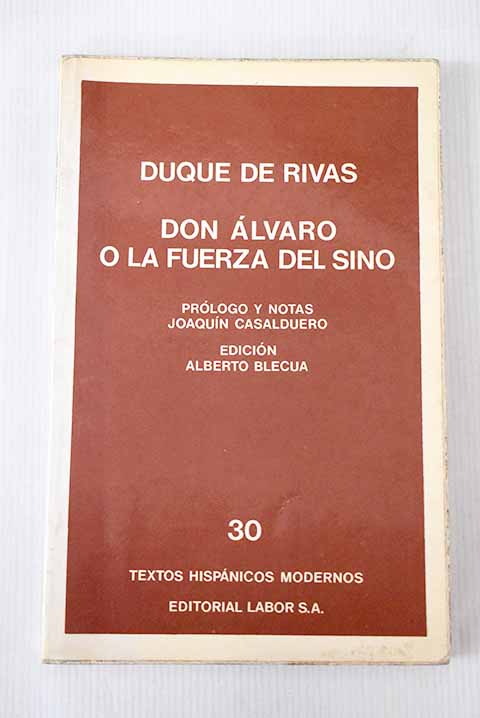 DUQUE DE RIVAS
DON ÁLVARO
O LA FUERZA DEL SINO
PRÓLOGO Y NOTAS
JOAQUÍN CASALDUERO
EDICIÓN
ALBERTO BLECUA
30
TEXTOS HISPÁNICOS MODERNOS
EDITORIAL LABOR S.A.